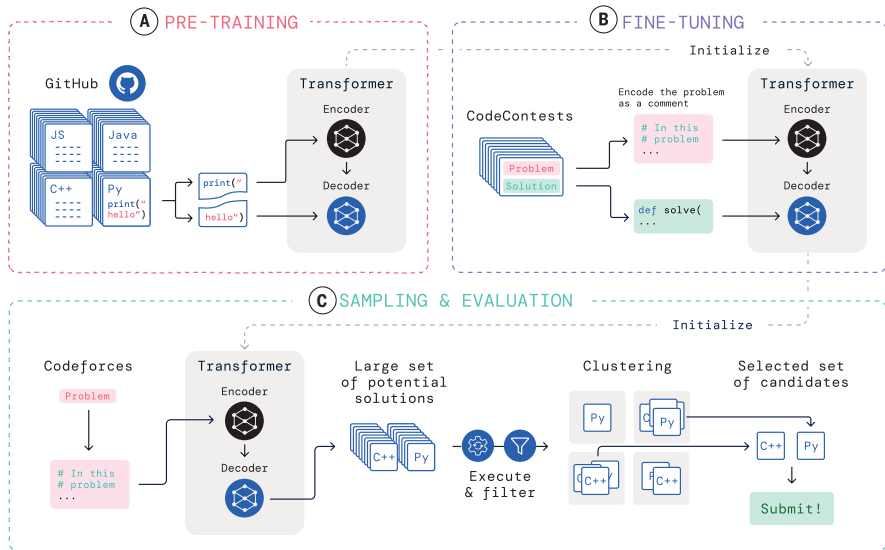 A PRE-TRAINING
GitHub
JS
Java
C++
Py
print("
hello")
print("
hello")
Transformer
Encoder
Decoder
B FINE-TUNING
Initialize
CodeContests
Problem
Solution
Encode the problem
as a comment
# In this
# problem
...
def solve(
...
Transformer
Encoder
Decoder
C SAMPLING & EVALUATION
Initialize
Codeforces
Problem
# In this
# problem
...
Transformer
Encoder
Decoder
Large set
of potential
solutions
C++
Py
Execute
& filter
Clustering
Py
C
Py
C
Py
C++
P
C++
Selected set
of candidates
C++
Py
Submit!